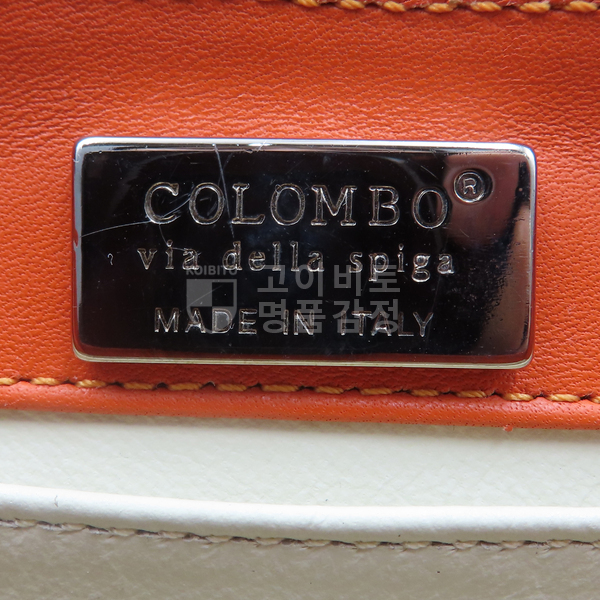 COLOMBO®
via della spiga
KOIBITO
고이비토
명품감정
MADE IN ITALY